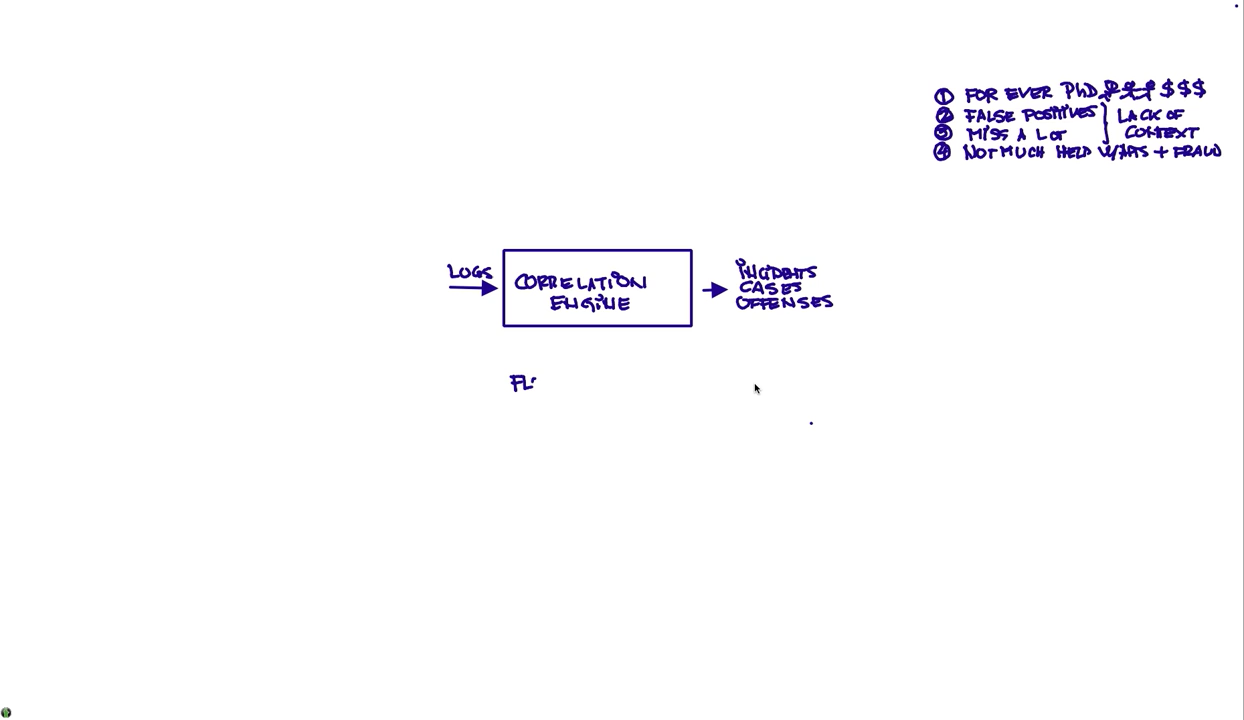 ① FOR EVER PhD $$$
② FALSE POSITIVES
③ MISS A LOT
LACK OF
CONTEXT
④ NOT MUCH HELP W/APTS + FRAUD
LOGS
CORRELATION
ENGINE
INCIDENTS
CASES
OFFENSES
FL